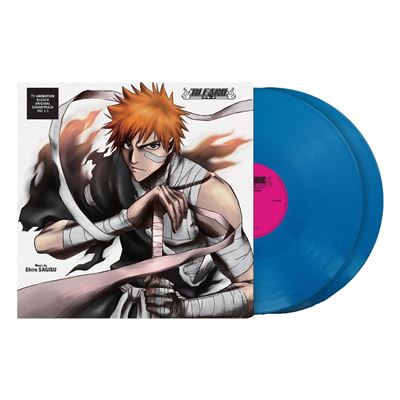 TV ANIMATION
BLEACH
ORIGINAL
SOUNDTRACK
VOL 1-2
BLEACH
Music by
Shiro SAGISU